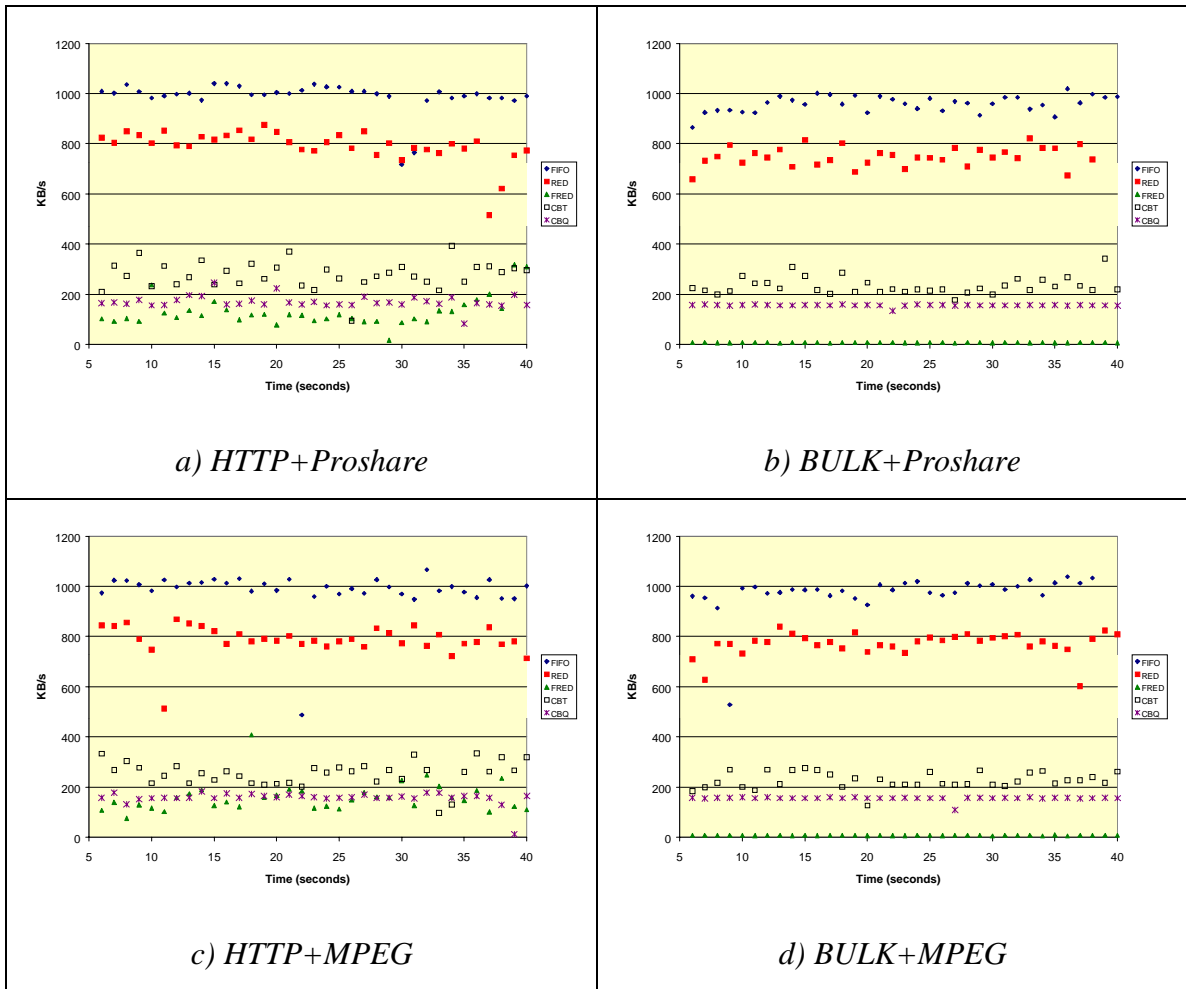 1200
1000
800
600
400
200
0
KB/s
5 10 15 20 25 30 35 40
Time (seconds)
FIFO
RED
FRED
CBT
CBQ
a) HTTP+Proshare
1200
1000
800
600
400
200
0
KB/s
5 10 15 20 25 30 35 40
Time (seconds)
FIFO
RED
FRED
CBT
CBQ
b) BULK+Proshare
1200
1000
800
600
400
200
0
KB/s
5 10 15 20 25 30 35 40
Time (seconds)
FIFO
RED
FRED
CBT
CBQ
c) HTTP+MPEG
1200
1000
800
600
400
200
0
KB/s
5 10 15 20 25 30 35 40
Time (seconds)
FIFO
RED
FRED
CBT
CBQ
d) BULK+MPEG